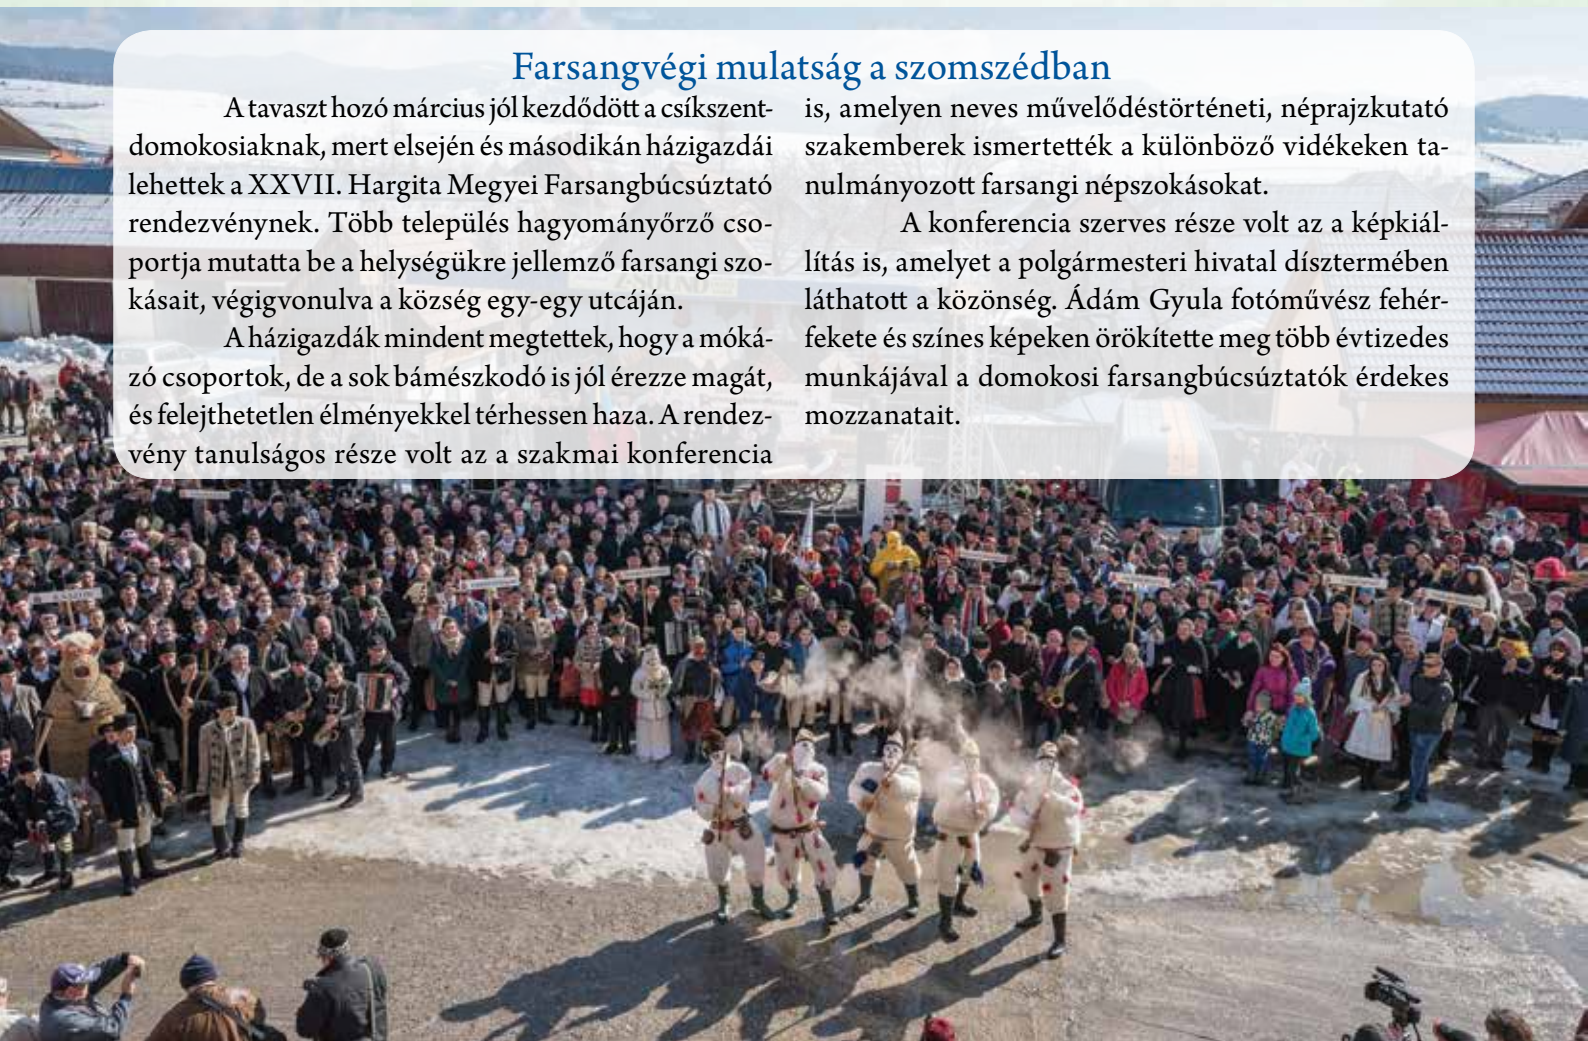 Farsangvégi mulatság a szomszédban
A tavaszt hozó március jól kezdődött a csíkszent-
domokosiaknak, mert elsején és másodikán házigazdái
lehettek a XXVII. Hargita Megyei Farsangbúcsúztató
rendezvénynek. Több település hagyományőrző cso-
portja mutatta be a helységükre jellemző farsangi szo-
kásait, végigvonulva a község egy-egy utcáján.
A házigazdák mindent megtettek, hogy a móká-
zó csoportok, de a sok bámészkodó is jól érezze magát,
és felejthetetlen élményekkel térhessen haza. A rendez-
vény tanulságos része volt az a szakmai konferencia
is, amelyen neves művelődéstörténeti, néprajzkutató
szakemberek ismertették a különböző vidékeken ta-
nulmányozott farsangi népszokásokat.
A konferencia szerves része volt az a képkiál-
lítás is, amelyet a polgármesteri hivatal dísztermében
láthatott a közönség. Ádám Gyula fotóművész fehér-
fekete és színes képeken örökítette meg több évtizedes
munkájával a domokosi farsangbúcsúztatók érdekes
mozzanatait.